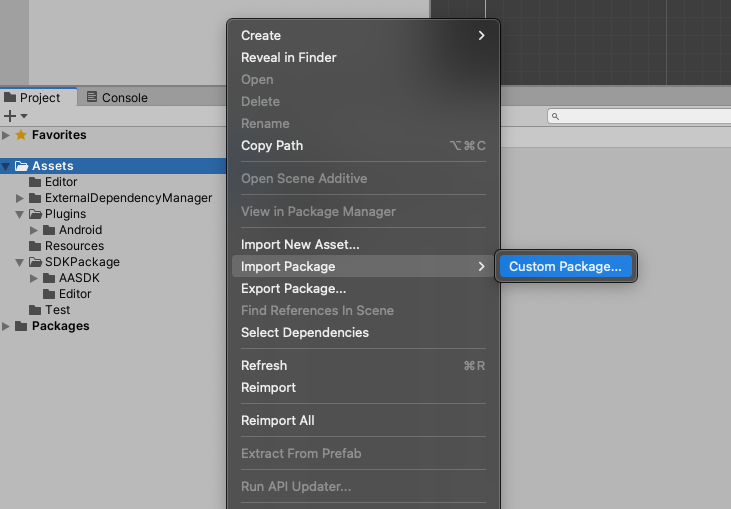 Project
Console
Favorites
Assets
Editor
ExternalDependencyManager
Plugins
Android
Resources
SDKPackage
AASDK
Editor
Test
Packages
Create
Reveal in Finder
Open
Delete
Rename
Copy Path ⌥⌘C
Open Scene Additive
View in Package Manager
Import New Asset...
Import Package
Custom Package...
Export Package...
Find References In Scene
Select Dependencies
Refresh ⌘R
Reimport
Reimport All
Extract From Prefab
Run API Updater...